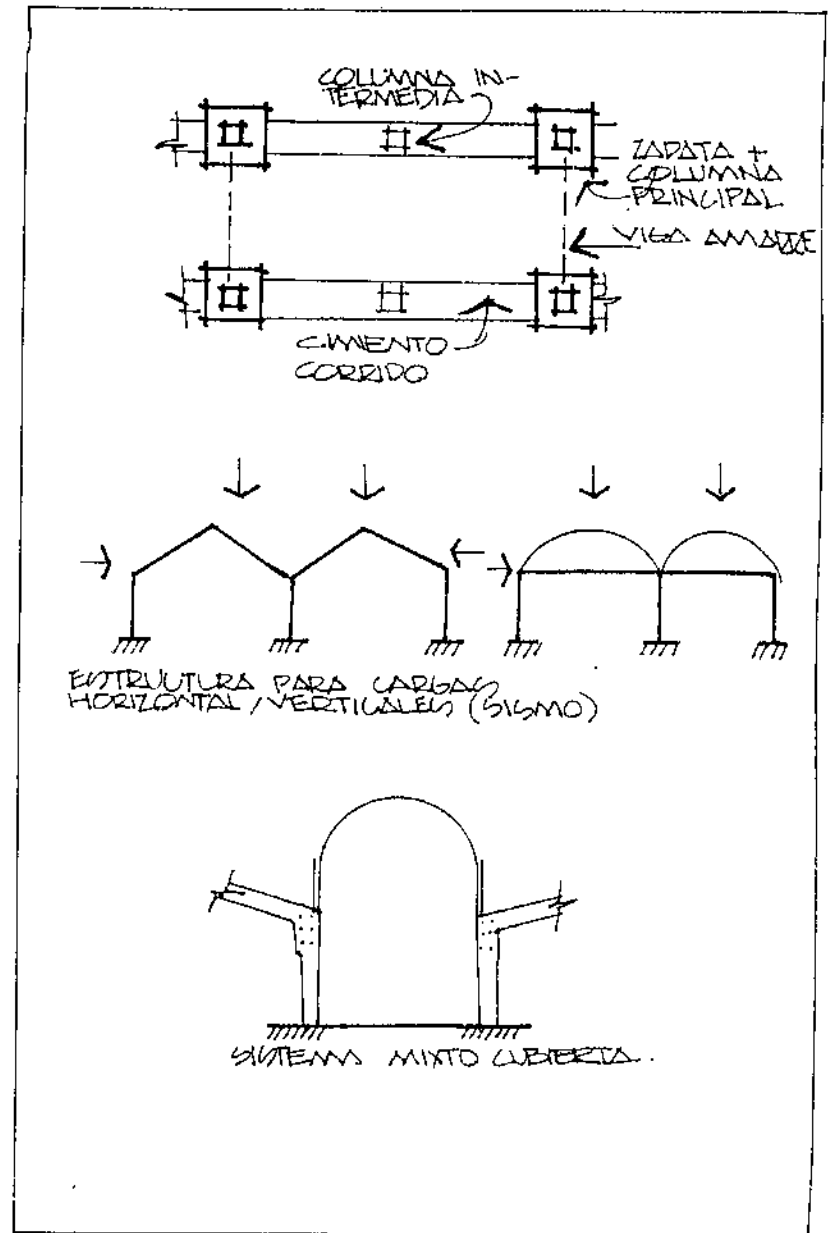 COLUMNA IN-
TERMEDIA
ZAPATA +
COLUMNA
PRINCIPAL
VIGA AMARRE
CIMIENTO
CORRIDO
ESTRUCTURA PARA CARGAS
HORIZONTAL/VERTICALES (SISMO)
SISTEMA MIXTO CUBIERTA.